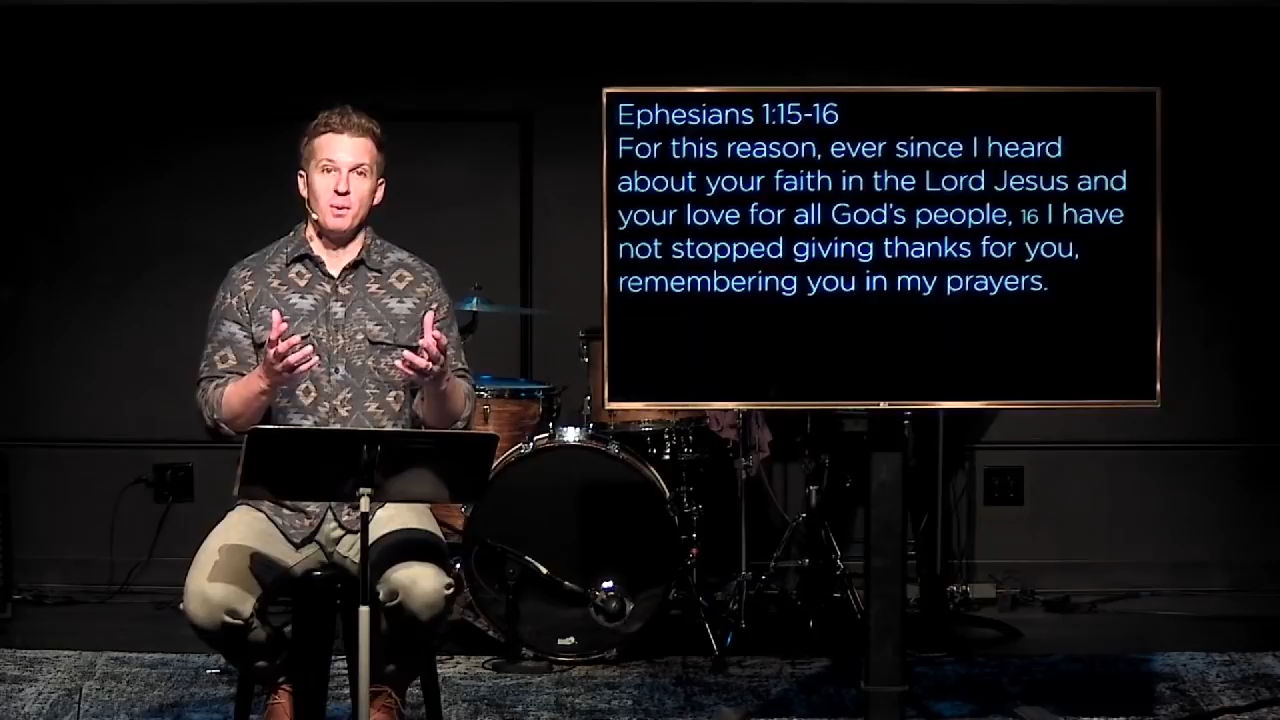 Ephesians 1:15-16
For this reason, ever since I heard
about your faith in the Lord Jesus and
your love for all God's people, 16 I have
not stopped giving thanks for you,
remembering you in my prayers.